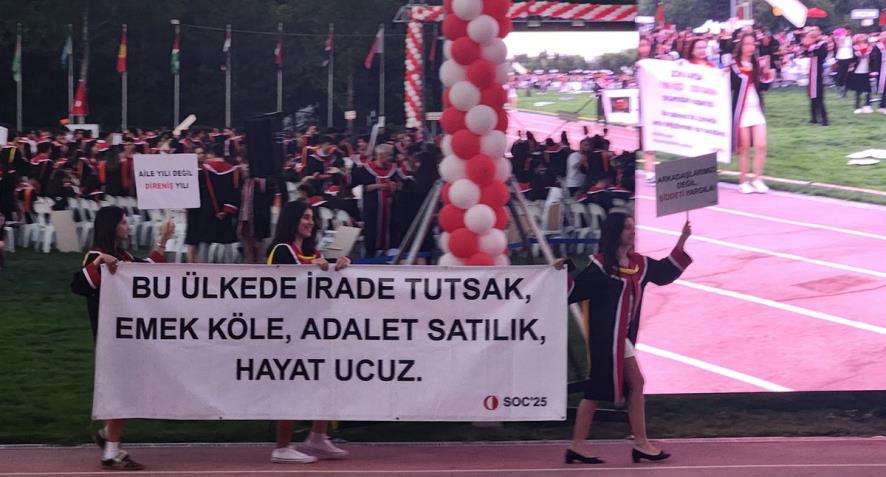 AİLE YILI DEĞİL
DİRENİŞ YILI
ARKADAŞLARIMIZI
DEĞİL,
ŞİDDETİ YARGILA!
BU ÜLKEDE İRADE TUTSAK,
EMEK KÖLE, ADALET SATILIK,
HAYAT UCUZ.
SOC'25